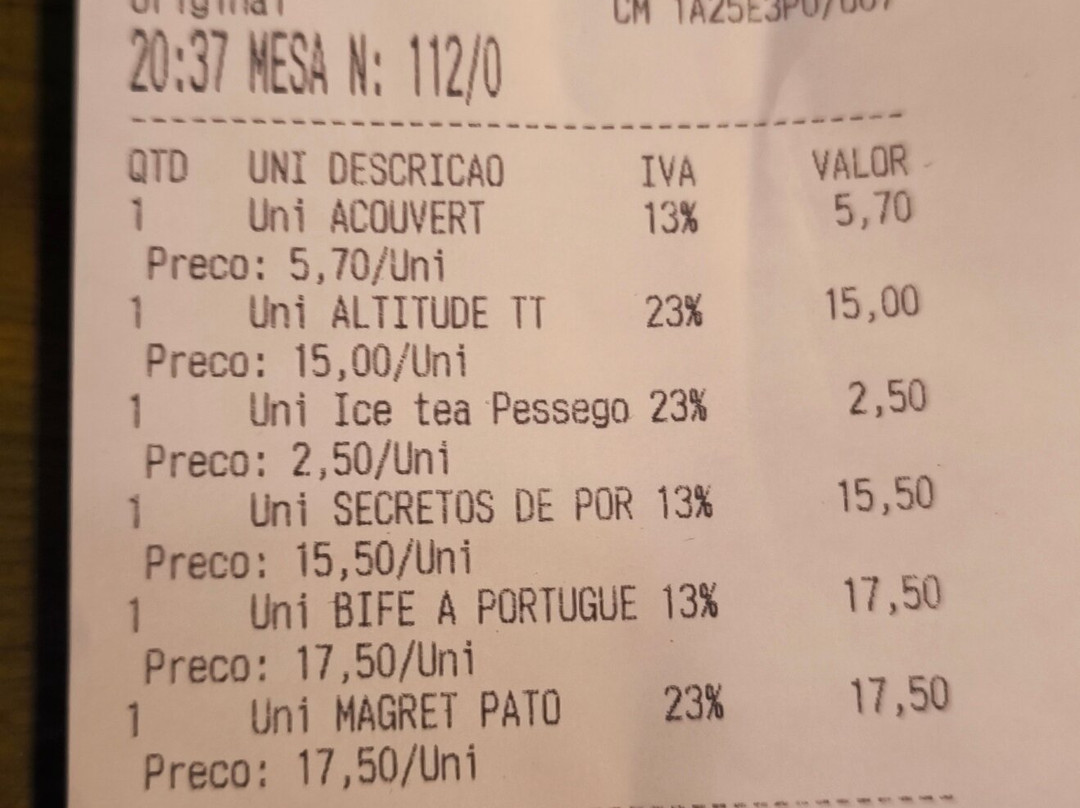 Original
20:37 MESA N: 112/0
QTD UNI DESCRICAO IVA VALOR
1 Uni ACOUVERT 13% 5,70
Preco: 5,70/Uni
1 Uni ALTITUDE TT 23% 15,00
Preco: 15,00/Uni
1 Uni Ice tea Pessego 23% 2,50
Preco: 2,50/Uni
1 Uni SECRETOS DE POR 13% 15,50
Preco: 15,50/Uni
1 Uni BIFE A PORTUGUE 13% 17,50
Preco: 17,50/Uni
1 Uni MAGRET PATO 23% 17,50
Preco: 17,50/Uni